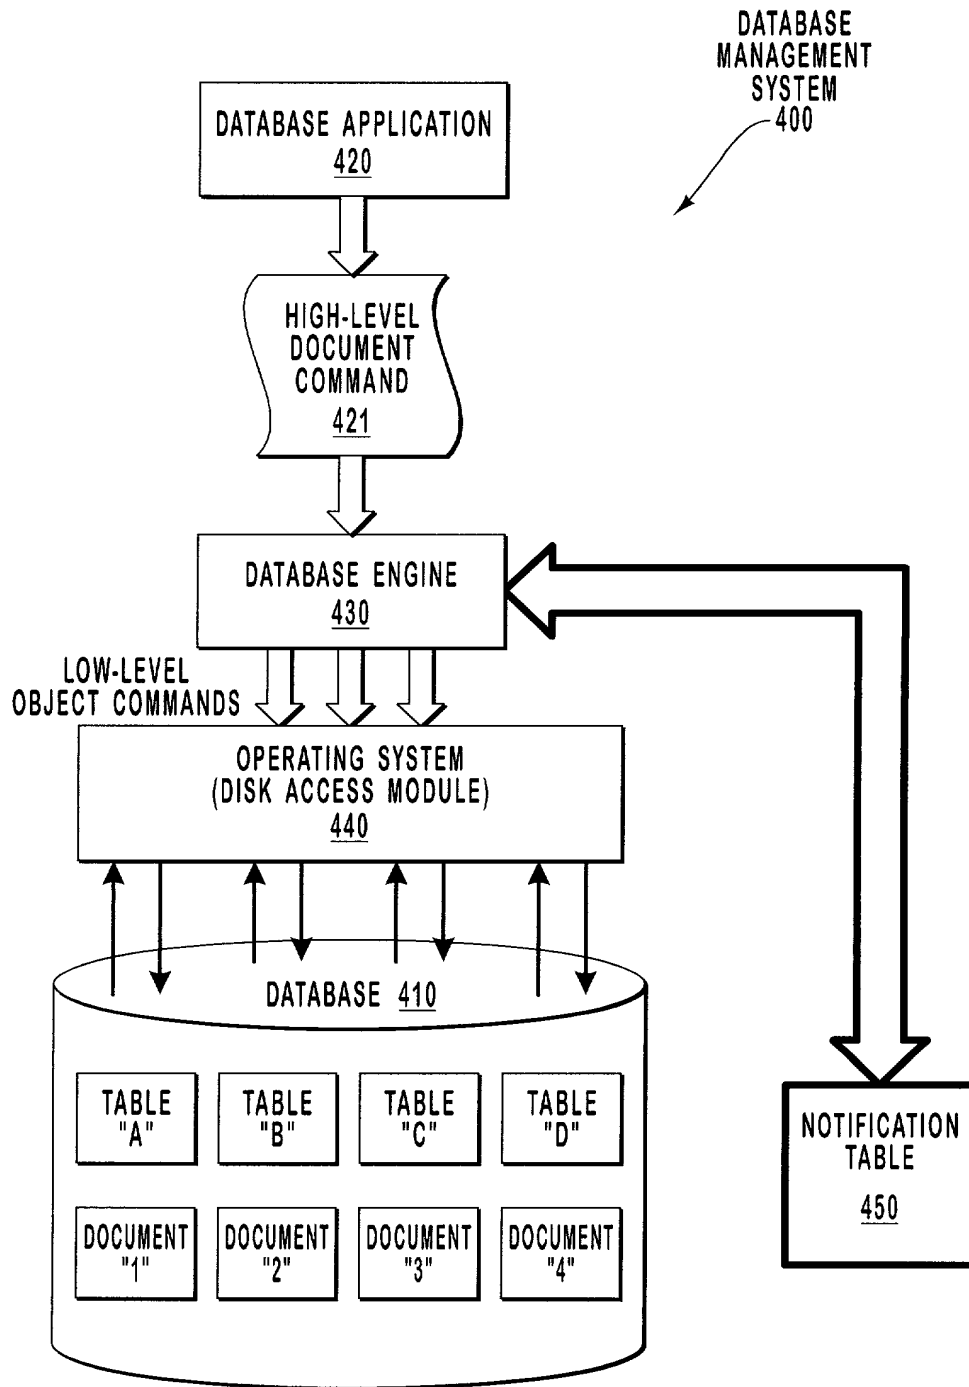 DATABASE
MANAGEMENT
SYSTEM
400
DATABASE APPLICATION
420
HIGH-LEVEL
DOCUMENT
COMMAND
421
DATABASE ENGINE
430
LOW-LEVEL
OBJECT COMMANDS
OPERATING SYSTEM
(DISK ACCESS MODULE)
440
DATABASE 410
TABLE
"A"
TABLE
"B"
TABLE
"C"
TABLE
"D"
DOCUMENT
"1"
DOCUMENT
"2"
DOCUMENT
"3"
DOCUMENT
"4"
NOTIFICATION
TABLE
450